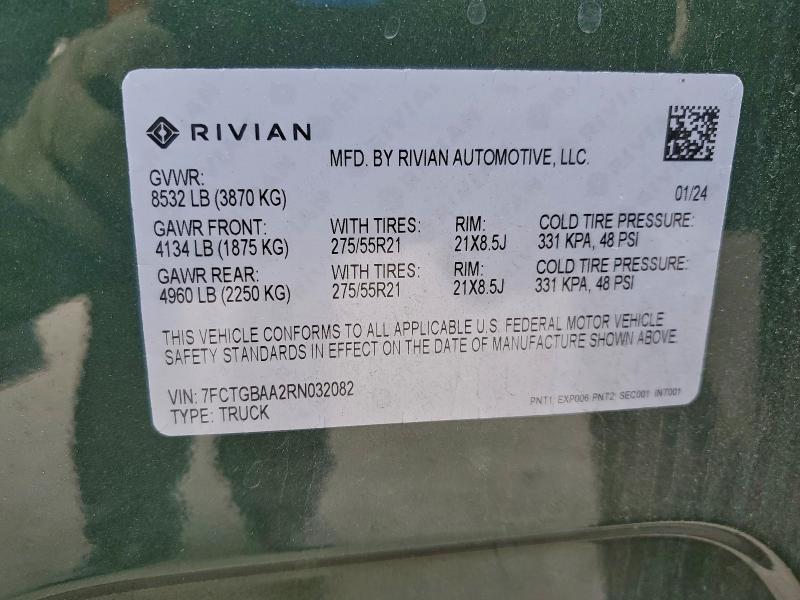 RIVIAN
MFD. BY RIVIAN AUTOMOTIVE, LLC.
GVWR:
8532 LB (3870 KG)
01/24
GAWR FRONT: WITH TIRES: RIM: COLD TIRE PRESSURE:
4134 LB (1875 KG) 275/55R21 21X8.5J 331 KPA, 48 PSI
GAWR REAR: WITH TIRES: RIM: COLD TIRE PRESSURE:
4960 LB (2250 KG) 275/55R21 21X8.5J 331 KPA, 48 PSI
THIS VEHICLE CONFORMS TO ALL APPLICABLE U.S. FEDERAL MOTOR VEHICLE
SAFETY STANDARDS IN EFFECT ON THE DATE OF MANUFACTURE SHOWN ABOVE.
VIN: 7FCTGBAA2RN032082
TYPE: TRUCK
PNT1: EXP006 PNT2: SEC001 INT001